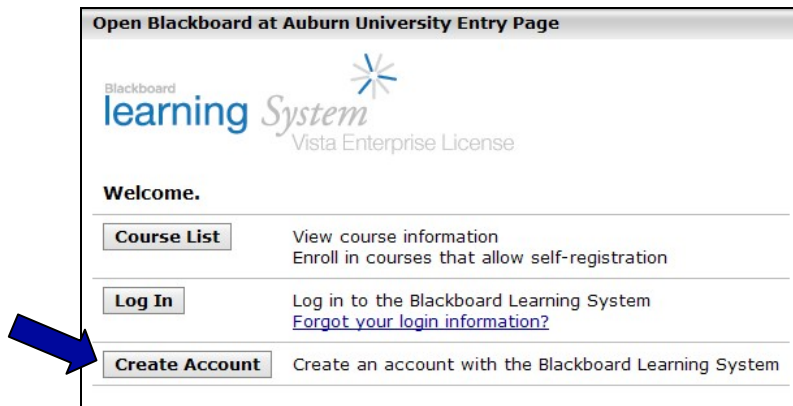 Open Blackboard at Auburn University Entry Page
Blackboard
learning System
Vista Enterprise License
Welcome.
Course List View course information
Enroll in courses that allow self-registration
Log In Log in to the Blackboard Learning System
Forgot your login information?
Create Account Create an account with the Blackboard Learning System